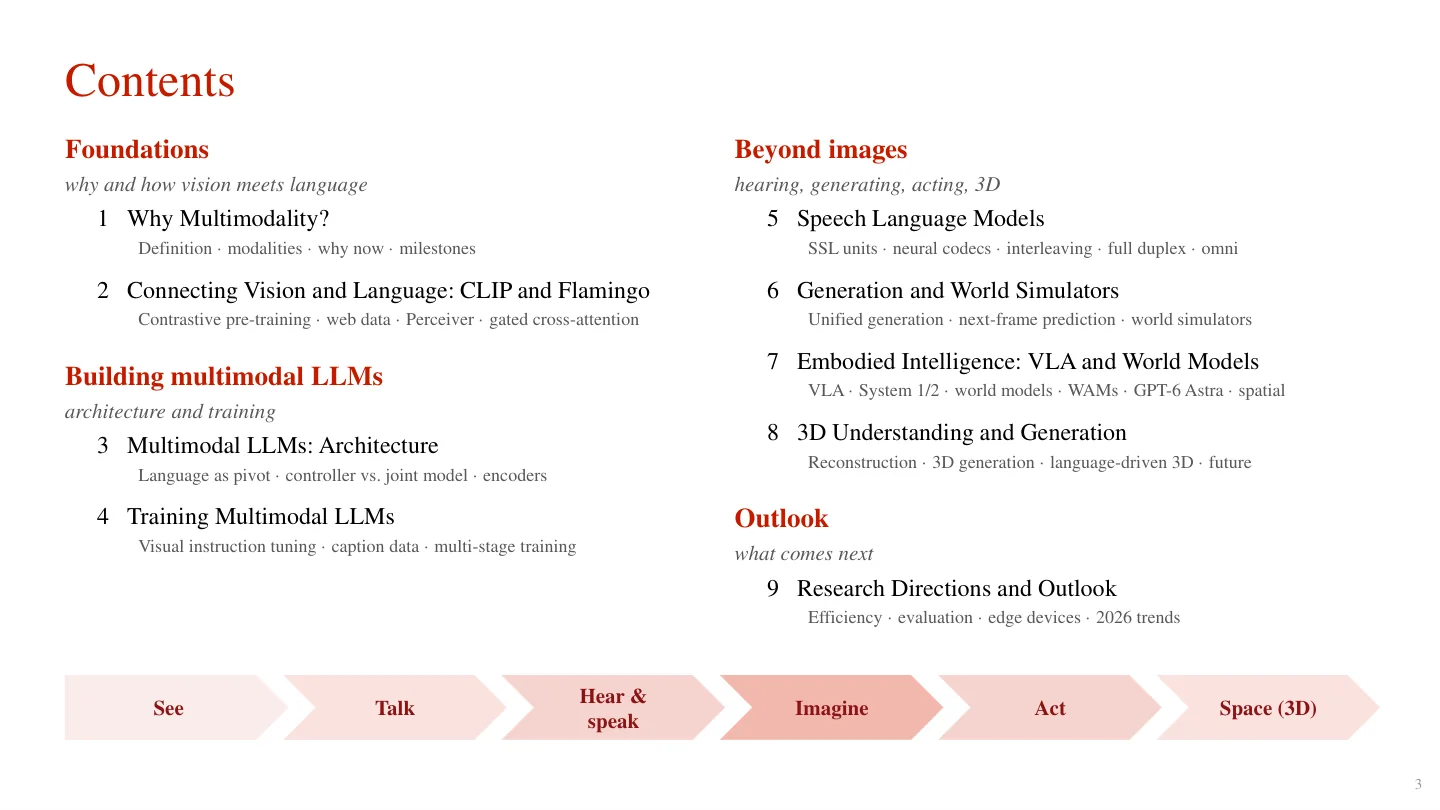 Contents
Foundations
why and how vision meets language
1 Why Multimodality?
Definition · modalities · why now · milestones
2 Connecting Vision and Language: CLIP and Flamingo
Contrastive pre-training · web data · Perceiver · gated cross-attention
Building multimodal LLMs
architecture and training
3 Multimodal LLMs: Architecture
Language as pivot · controller vs. joint model · encoders
4 Training Multimodal LLMs
Visual instruction tuning · caption data · multi-stage training
Beyond images
hearing, generating, acting, 3D
5 Speech Language Models
SSL units · neural codecs · interleaving · full duplex · omni
6 Generation and World Simulators
Unified generation · next-frame prediction · world simulators
7 Embodied Intelligence: VLA and World Models
VLA · System 1/2 · world models · WAMs · GPT-6 Astra · spatial
8 3D Understanding and Generation
Reconstruction · 3D generation · language-driven 3D · future
Outlook
what comes next
9 Research Directions and Outlook
Efficiency · evaluation · edge devices · 2026 trends
See
Talk
Hear &
speak
Imagine
Act
Space (3D)
3